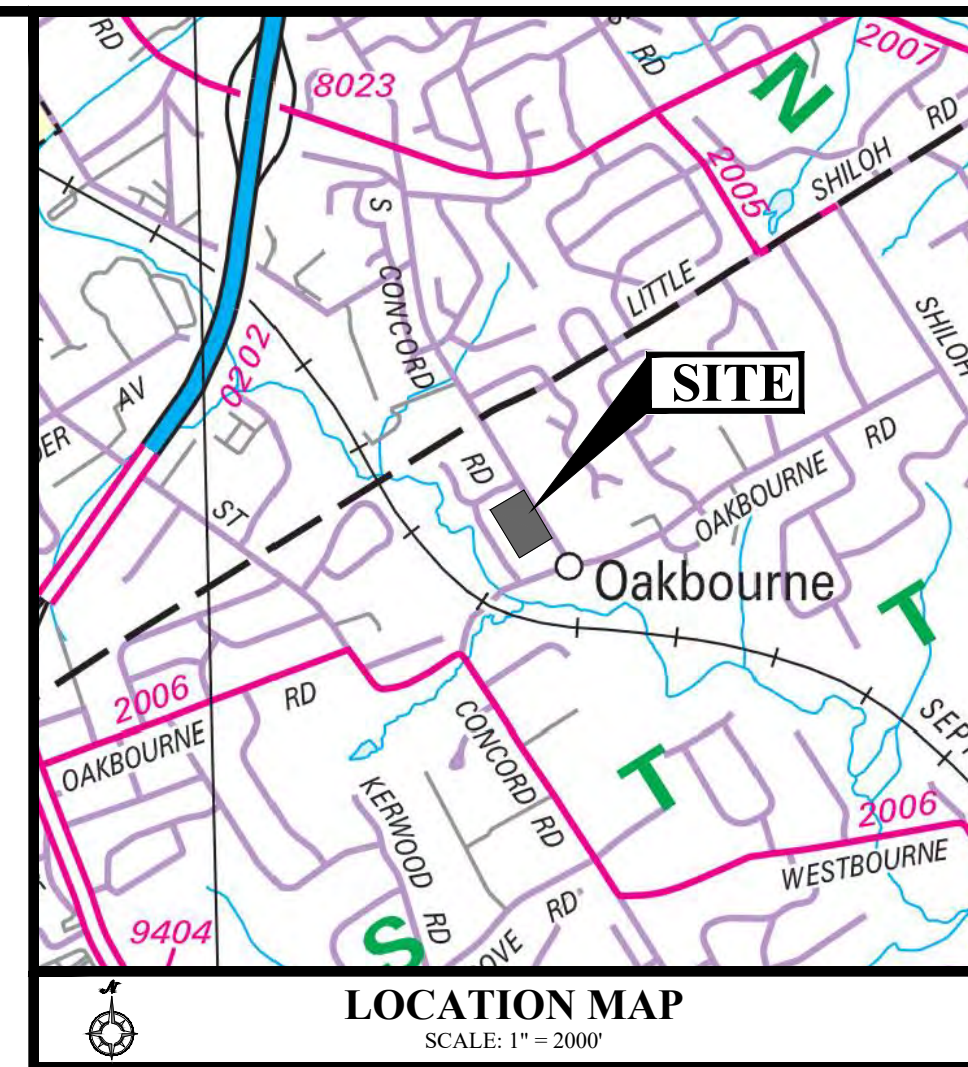 RD
S
RD
2007
8023
N
RD
SHILOH
2005
S
CONCORD
LITTLE
SHILOH
0202
SITE
AV
DER
RD
RD
OAKBOURNE
ST
Oakbourne
T
2006
RD
OAKBOURNE
CONCORD
RD
SEPT
T
KERWOOD
RD
2006
WESTBOURNE
RD
OVE
S
9404
N
LOCATION MAP
SCALE: 1" = 2000'